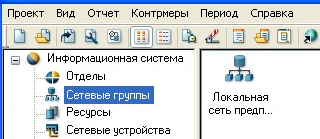 Проект Вид Отчет Контрмеры Период Справка
Информационная система
Отделы
Сетевые группы
Ресурсы
Сетевые устройства
Локальная
сеть предп...